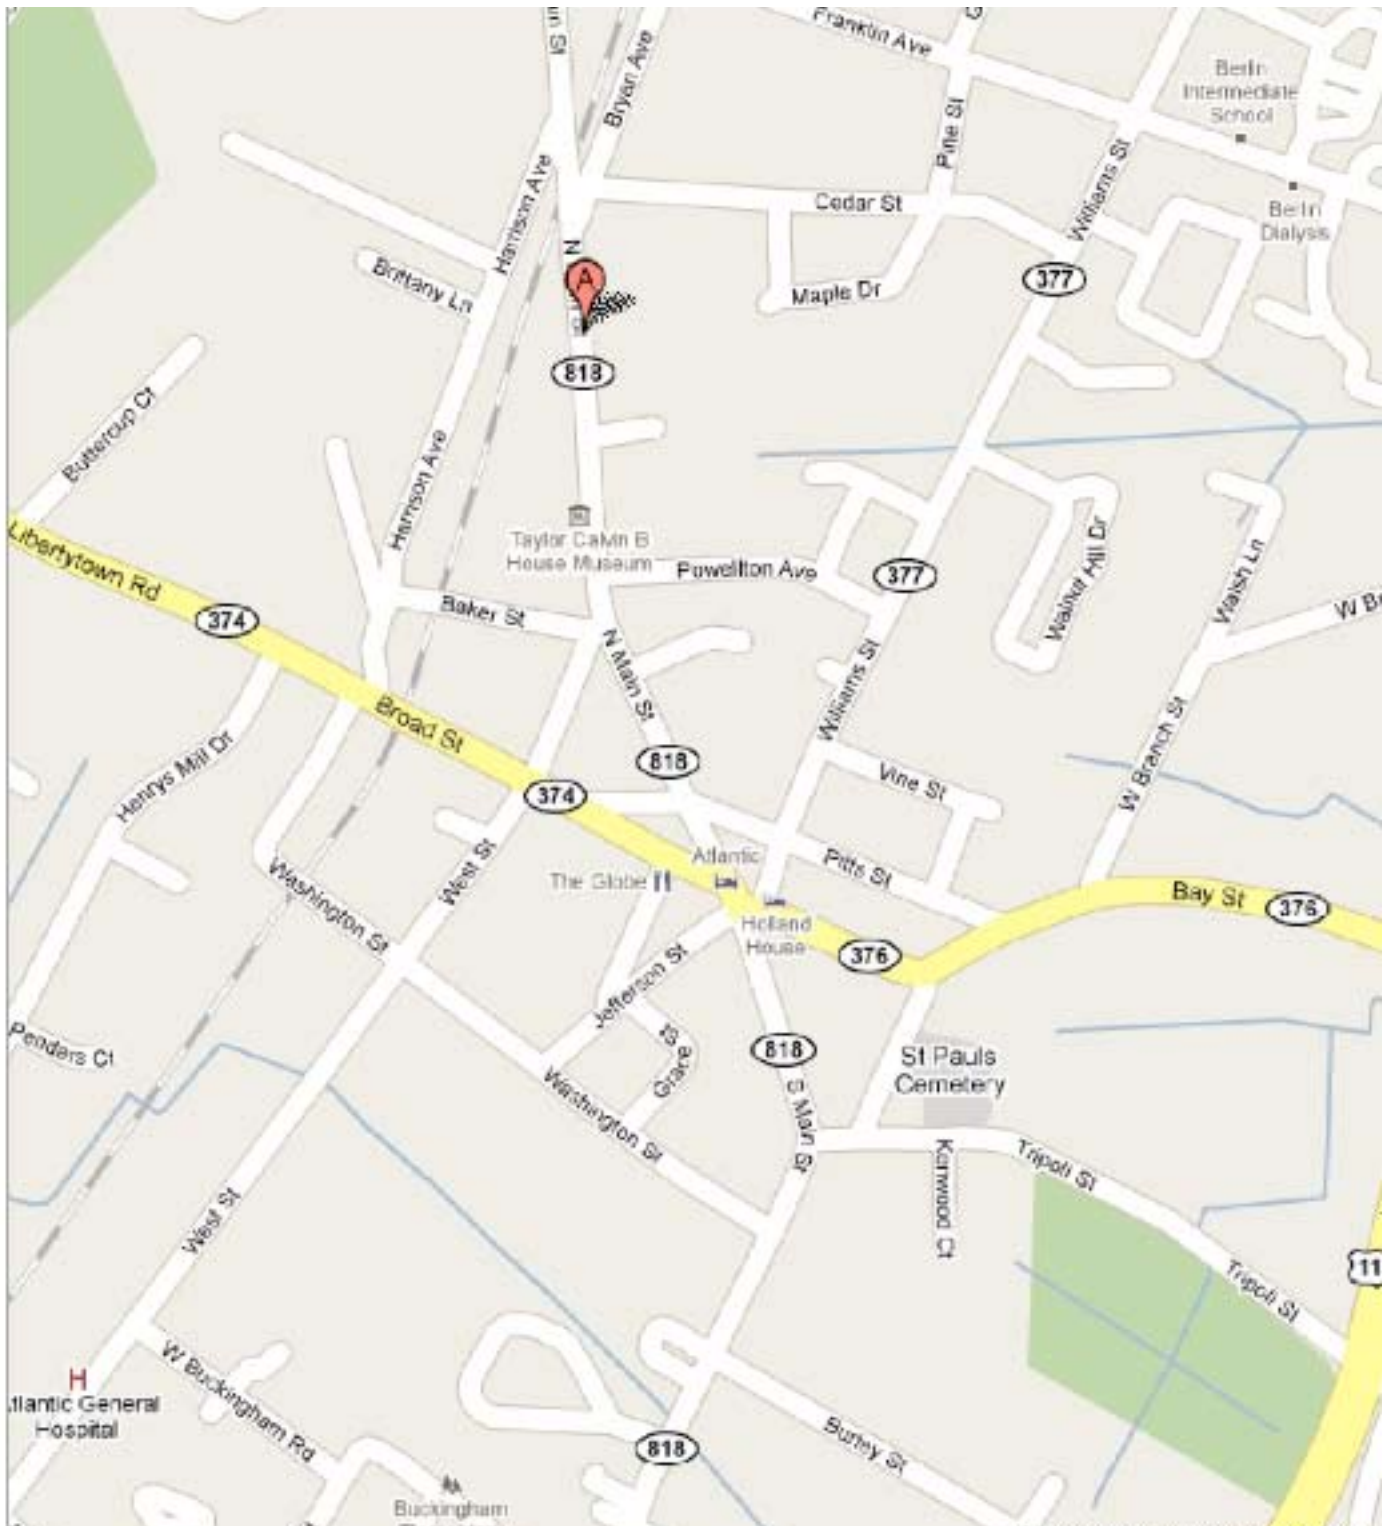 Franklin Ave
Bryan Ave
Berlin
Intermediate
School
Pine St
Harrison Ave
Cedar St
Williams St
Berlin
Dialysis
N
Brittany Ln
A
Maple Dr
377
818
Buttercup Ct
Harrison Ave
Libertytown Rd
Taylor Calvin B
House Museum
Powellton Ave
377
Walnut Hill Dr
Walsh Ln
W Br
374
Baker St
N Main St
Williams St
Broad St
Henrys Mill Dr
818
Vine St
W Branch St
374
West St
Atlantic
Pitts St
The Globe
Washington St
Bay St
376
Holland
House
376
Jefferson St
Penders Ct
Grace St
818
St Pauls
Cemetery
Washington St
S Main St
Kenwood Ct
Tripoli St
West St
Tripoli St
11
H
tlantic General
Hospital
W Buckingham Rd
Burley St
818
Buckingham